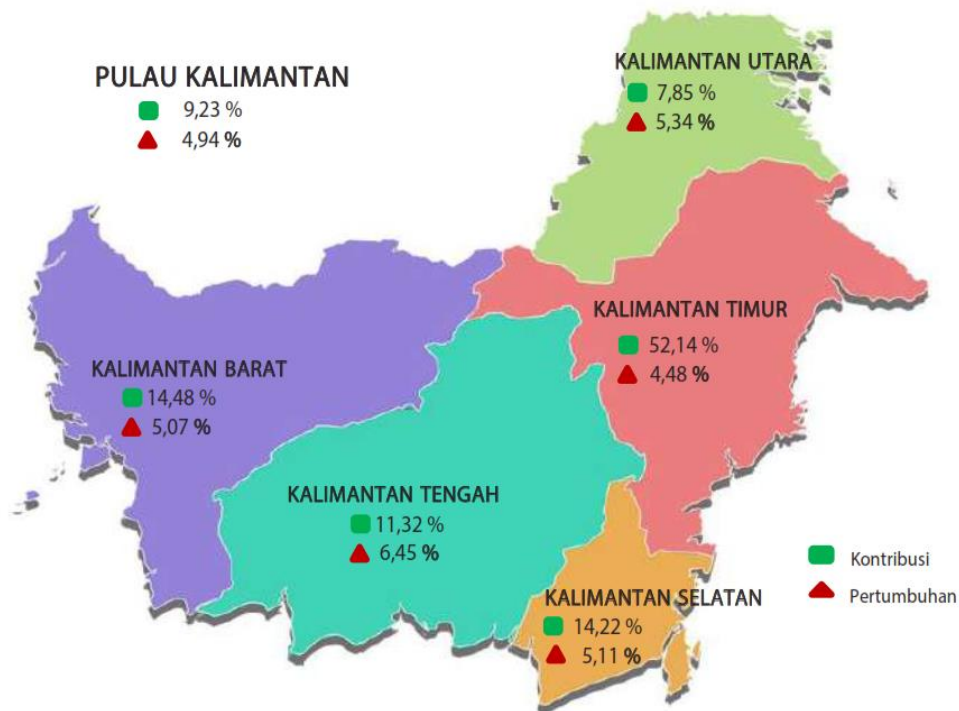 PULAU KALIMANTAN
9,23 %
4,94 %
KALIMANTAN UTARA
7,85 %
5,34 %
KALIMANTAN TIMUR
52,14 %
4,48 %
KALIMANTAN BARAT
14,48 %
5,07 %
KALIMANTAN TENGAH
11,32 %
6,45 %
KALIMANTAN SELATAN
14,22 %
5,11 %
Kontribusi
Pertumbuhan